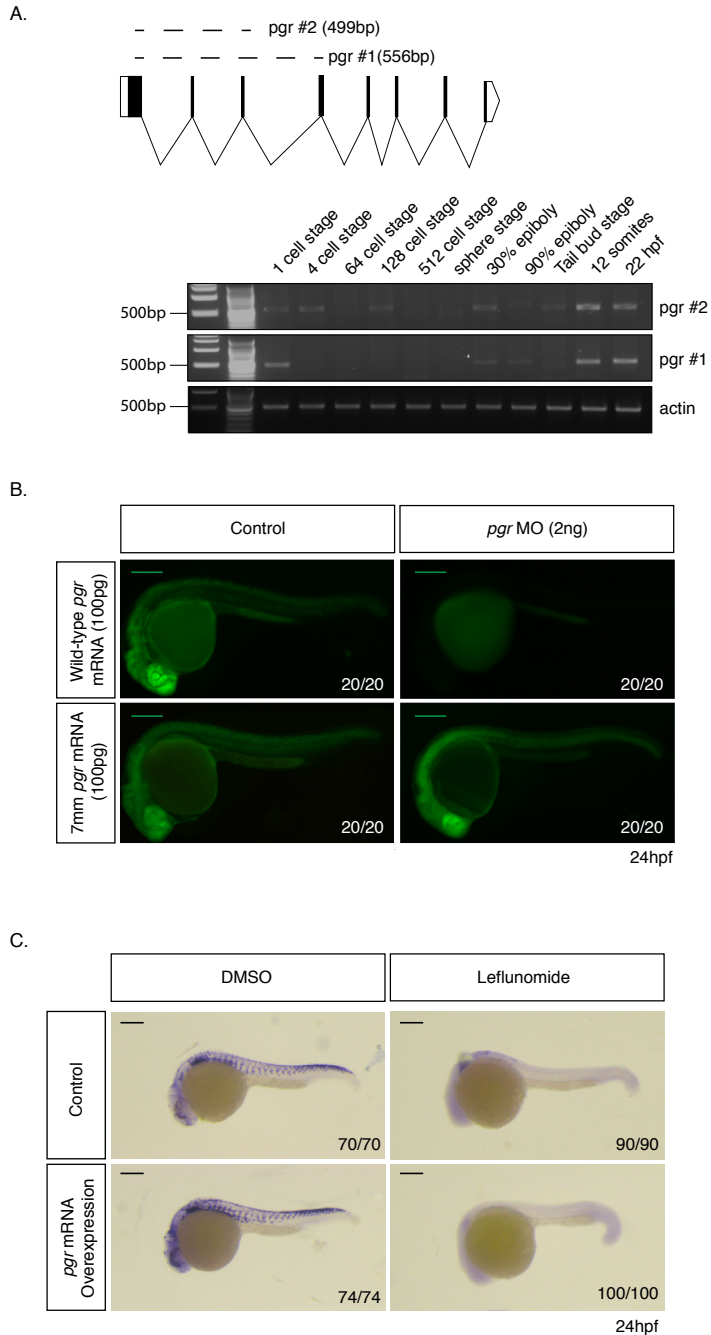 A.
pgr #2 (499bp)
pgr #1(556bp)
1 cell stage
4 cell stage
64 cell stage
128 cell stage
512 cell stage
sphere stage
30% epiboly
90% epiboly
Tail bud stage
12 somites
22 hpf
500bp
pgr #2
pgr #1
500bp
actin
B.
Control
pgr MO (2ng)
Wild-type pgr
mRNA (100pg)
20/20
20/20
7mm pgr mRNA
(100pg)
20/20
20/20
24hpf
C.
DMSO
Leflunomide
Control
70/70
90/90
pgr mRNA
Overexpression
74/74
100/100
24hpf